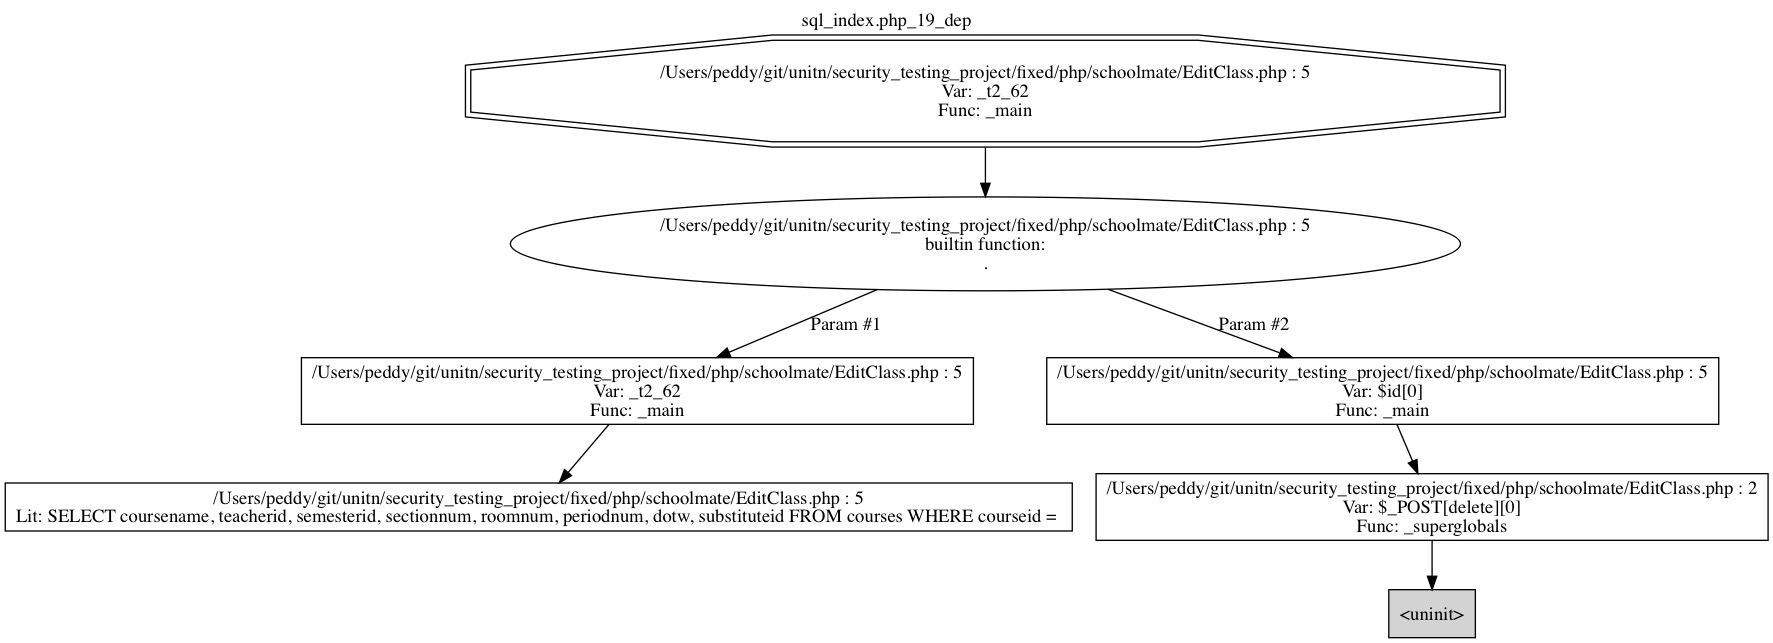 sql_index.php_19_dep
/Users/peddy/git/unitn/security_testing_project/fixed/php/schoolmate/EditClass.php : 5
Var: _t2_62
Func: _main
/Users/peddy/git/unitn/security_testing_project/fixed/php/schoolmate/EditClass.php : 5
builtin function:
.
Param #1
Param #2
/Users/peddy/git/unitn/security_testing_project/fixed/php/schoolmate/EditClass.php : 5
Var: _t2_62
Func: _main
/Users/peddy/git/unitn/security_testing_project/fixed/php/schoolmate/EditClass.php : 5
Var: $id[0]
Func: _main
/Users/peddy/git/unitn/security_testing_project/fixed/php/schoolmate/EditClass.php : 5
Lit: SELECT coursename, teacherid, semesterid, sectionnum, roomnum, periodnum, dotw, substituteid FROM courses WHERE courseid =
/Users/peddy/git/unitn/security_testing_project/fixed/php/schoolmate/EditClass.php : 2
Var: $_POST[delete][0]
Func: _superglobals
<uninit>